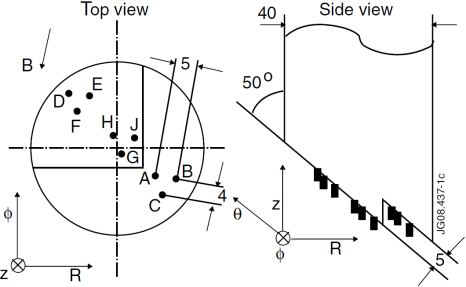 Top view
Side view
40
B
5
50°
D
E
F
H
J
G
A
B
C
4
ϕ
z
R
θ
z
ϕ
R
5
JG08.437-1c